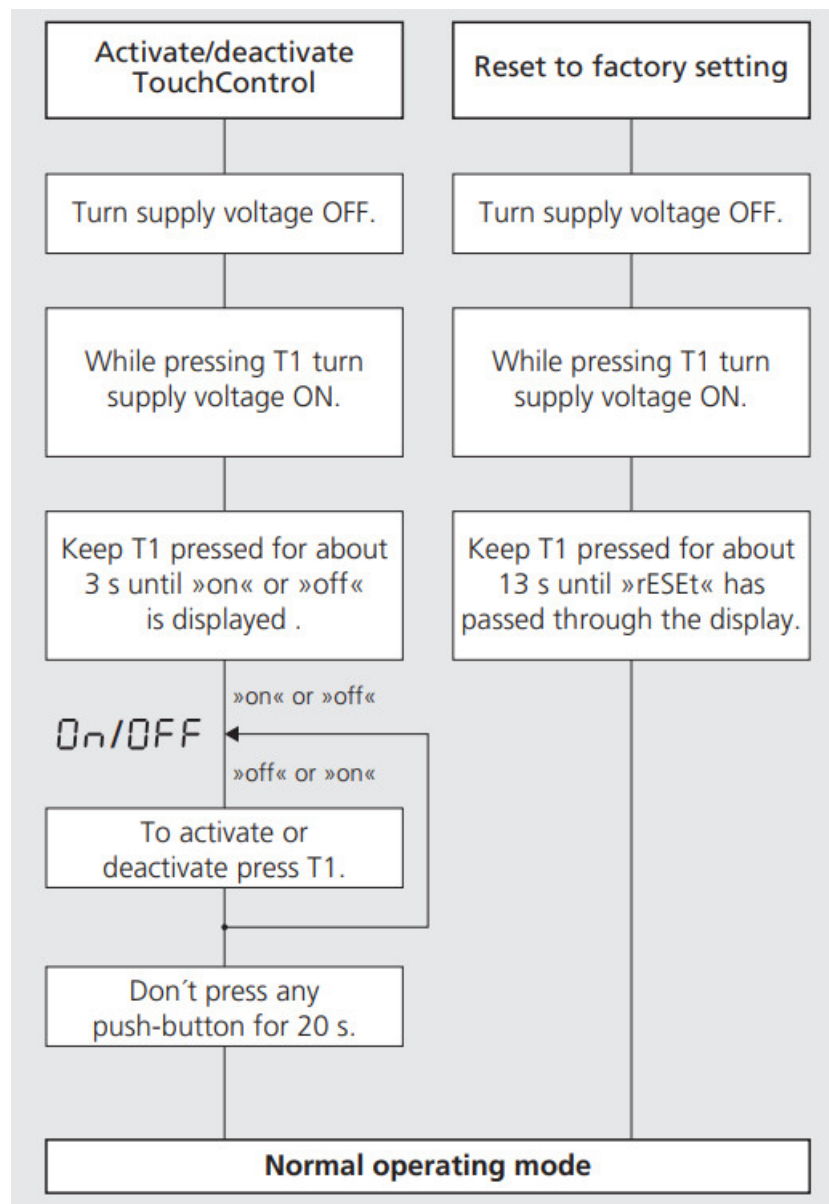 Activate/deactivate
TouchControl
Turn supply voltage OFF.
While pressing T1 turn
supply voltage ON.
Keep T1 pressed for about
3 s until »on« or »off«
is displayed .
»on« or »off«
On/OFF
»off« or »on«
To activate or
deactivate press T1.
Don´t press any
push-button for 20 s.
Reset to factory setting
Turn supply voltage OFF.
While pressing T1 turn
supply voltage ON.
Keep T1 pressed for about
13 s until »rESEt« has
passed through the display.
Normal operating mode